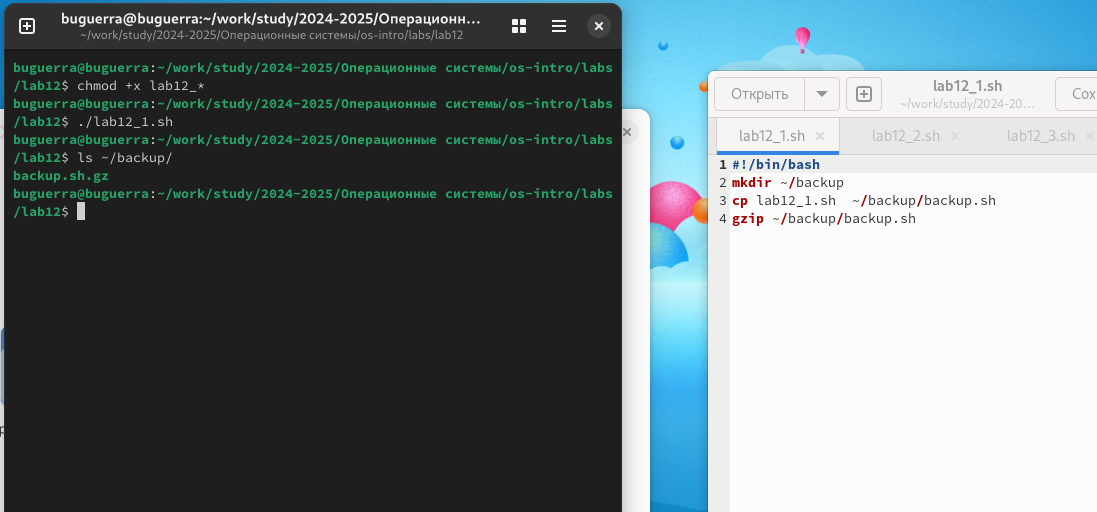 buguerra@buguerra:~/work/study/2024-2025/Операционн...
~/work/study/2024-2025/Операционные системы/os-intro/labs/lab12
buguerra@buguerra:~/work/study/2024-2025/Операционные системы/os-intro/labs
/lab12$ chmod +x lab12_*
buguerra@buguerra:~/work/study/2024-2025/Операционные системы/os-intro/labs
/lab12$ ./lab12_1.sh
buguerra@buguerra:~/work/study/2024-2025/Операционные системы/os-intro/labs
/lab12$ ls ~/backup/
backup.sh.gz
buguerra@buguerra:~/work/study/2024-2025/Операционные системы/os-intro/labs
/lab12$
Открыть
lab12_1.sh
~/work/study/2024-20...
Сох
lab12_1.sh
lab12_2.sh
lab12_3.sh
1 #!/bin/bash
2 mkdir ~/backup
3 cp lab12_1.sh  ~/backup/backup.sh
4 gzip ~/backup/backup.sh